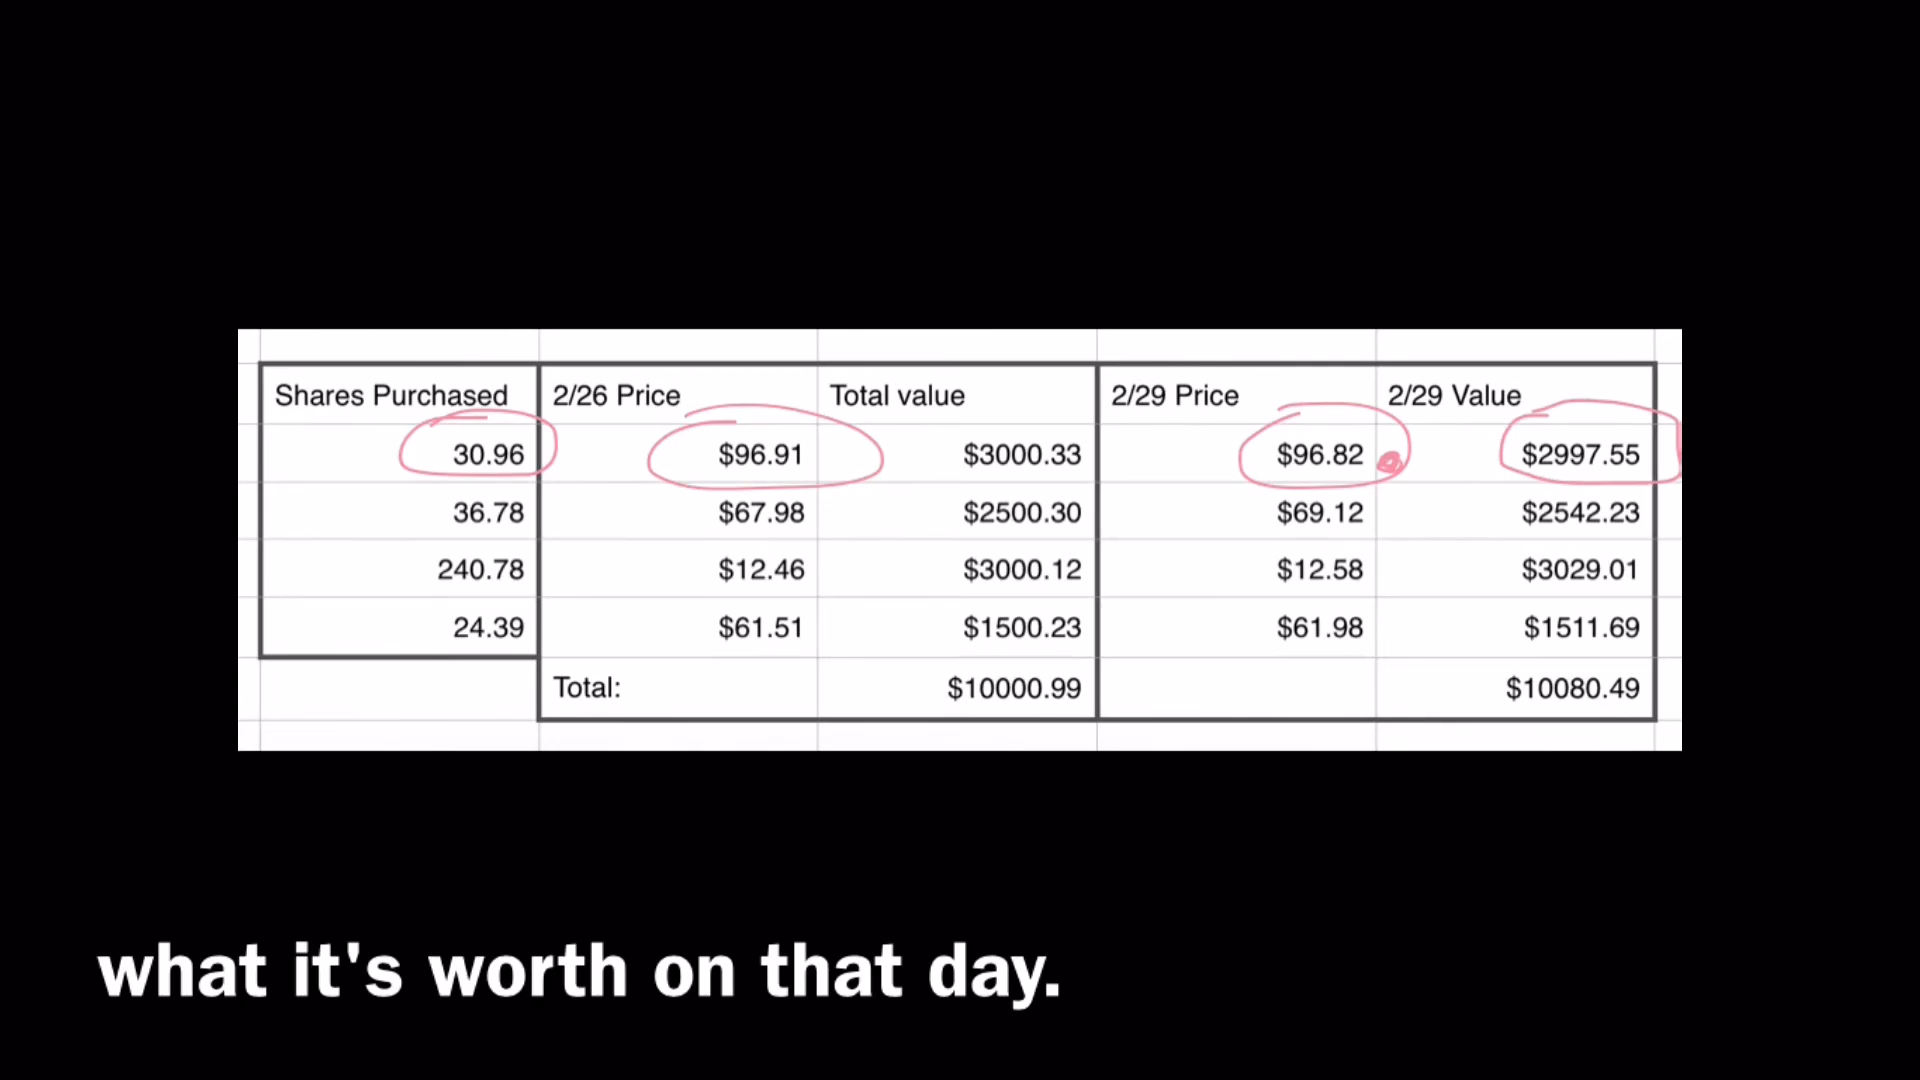 Shares Purchased 2/26 Price Total value 2/29 Price 2/29 Value
30.96 $96.91 $3000.33 $96.82 $2997.55
36.78 $67.98 $2500.30 $69.12 $2542.23
240.78 $12.46 $3000.12 $12.58 $3029.01
24.39 $61.51 $1500.23 $61.98 $1511.69
Total: $10000.99 $10080.49
what it's worth on that day.